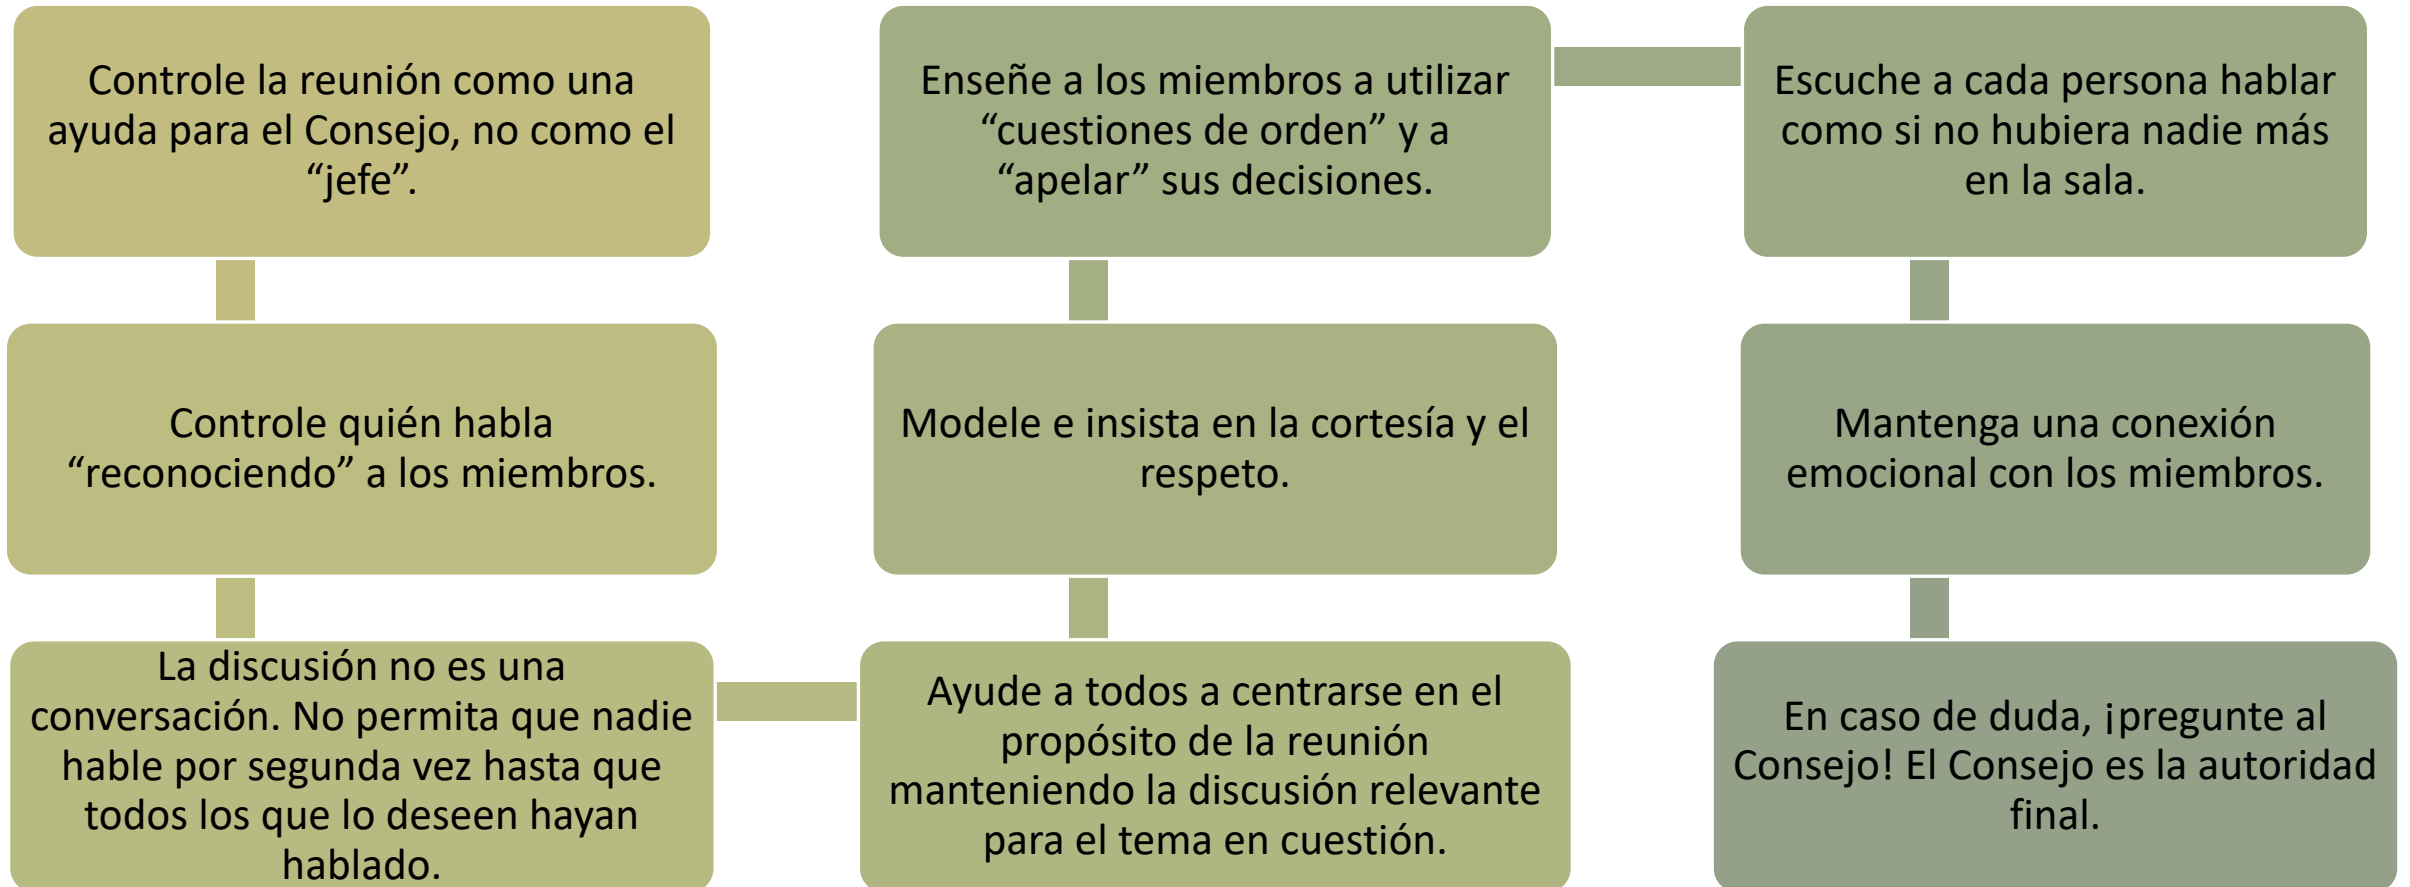 Controle la reunión como una
ayuda para el Consejo, no como el
“jefe”.
Controle quién habla
“reconociendo” a los miembros.
La discusión no es una
conversación. No permita que nadie
hable por segunda vez hasta que
todos los que lo deseen hayan
hablado.
Ayude a todos a centrarse en el
propósito de la reunión
manteniendo la discusión relevante
para el tema en cuestión.
Modele e insista en la cortesía y el
respeto.
Enseñe a los miembros a utilizar
“cuestiones de orden” y a
“apelar” sus decisiones.
Escuche a cada persona hablar
como si no hubiera nadie más
en la sala.
Mantenga una conexión
emocional con los miembros.
En caso de duda, ¡pregunte al
Consejo! El Consejo es la autoridad
final.